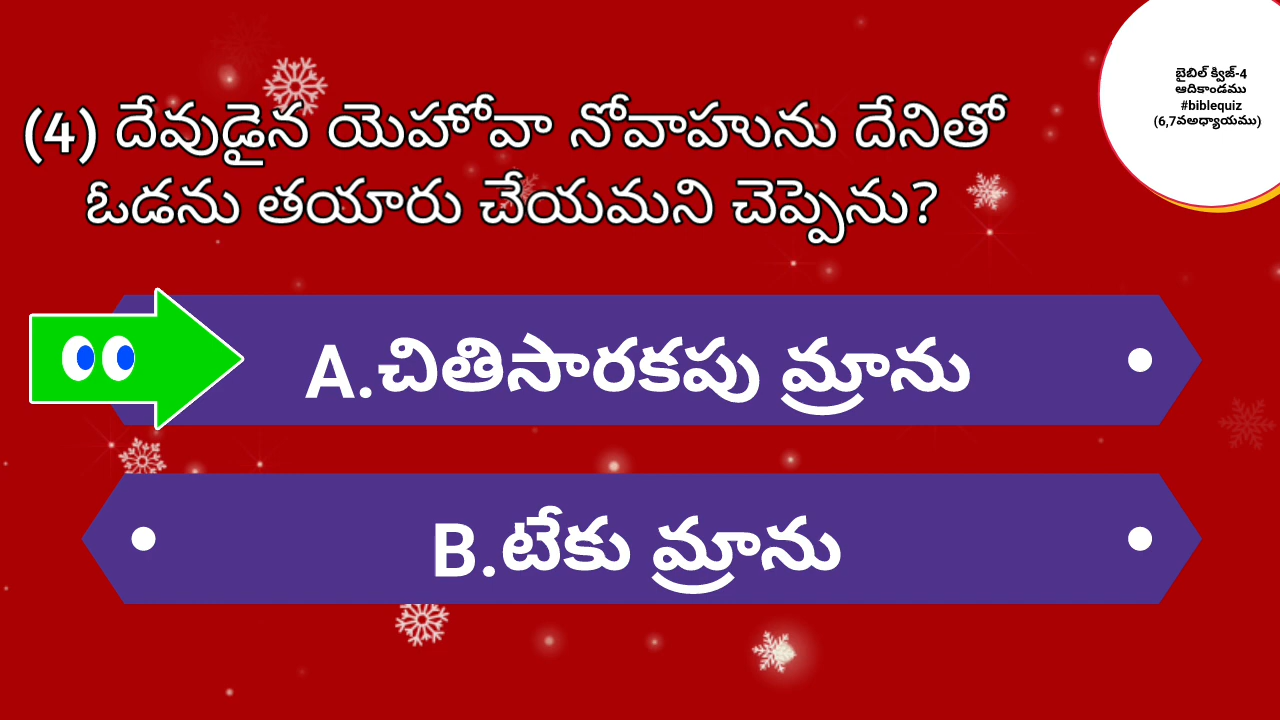 బైబిల్ క్విజ్-4
ఆదికాండము
#biblequiz
(6,7వఅధ్యాయము)
(4) దేవుడైన యెహోవా నోవాహును దేనితో
ఓడను తయారు చేయమని చెప్పెను?
A.చితిసారకపు మ్రాను
B.టేకు మ్రాను